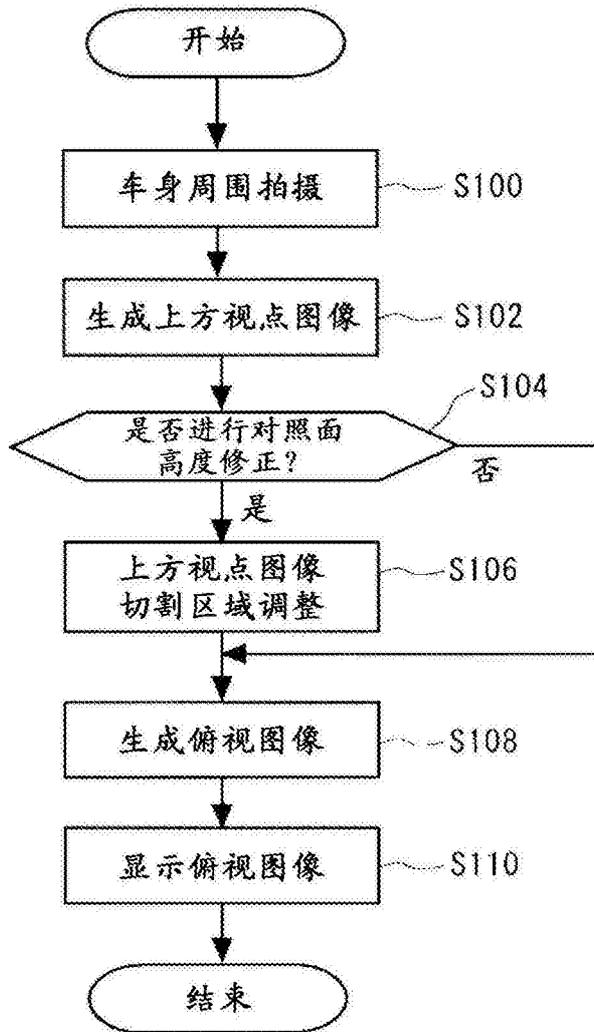 开始
车身周围拍摄
S100
生成上方视点图像
S102
S104
是否进行对照面
高度修正?
否
是
上方视点图像
切割区域调整
S106
生成俯视图像
S108
显示俯视图像
S110
结束